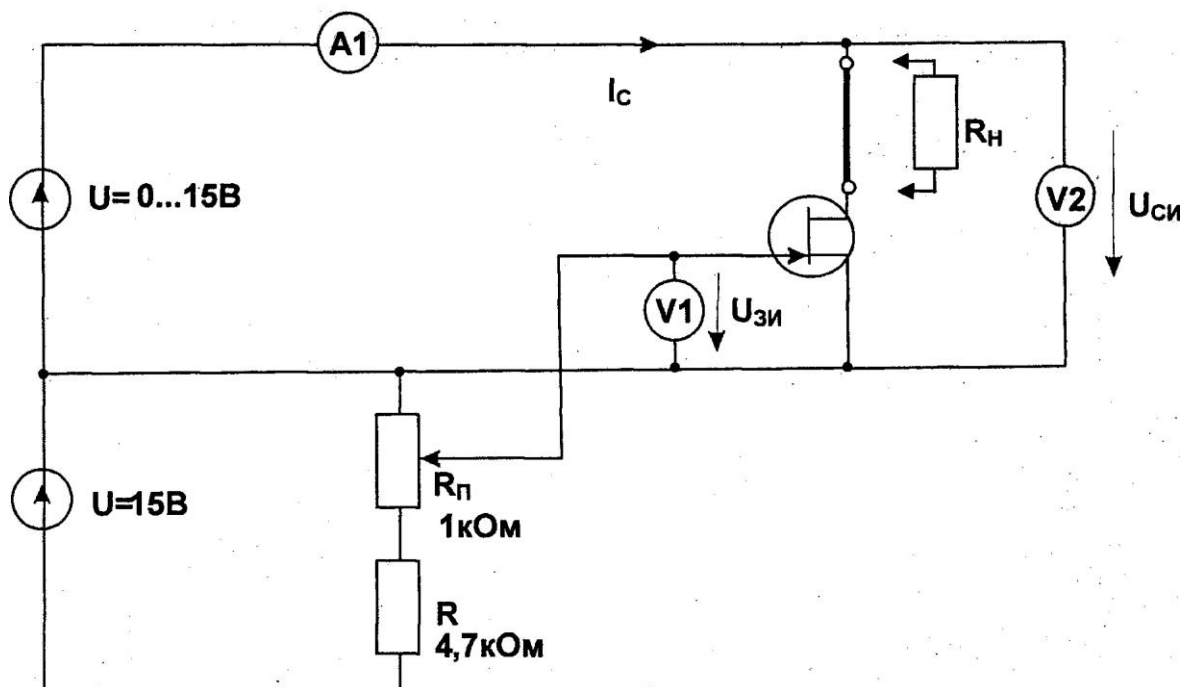 A1
IС
RН
U= 0...15В
V2
UСИ
V1
UЗИ
U=15В
RП
1кОм
R
4,7кОм